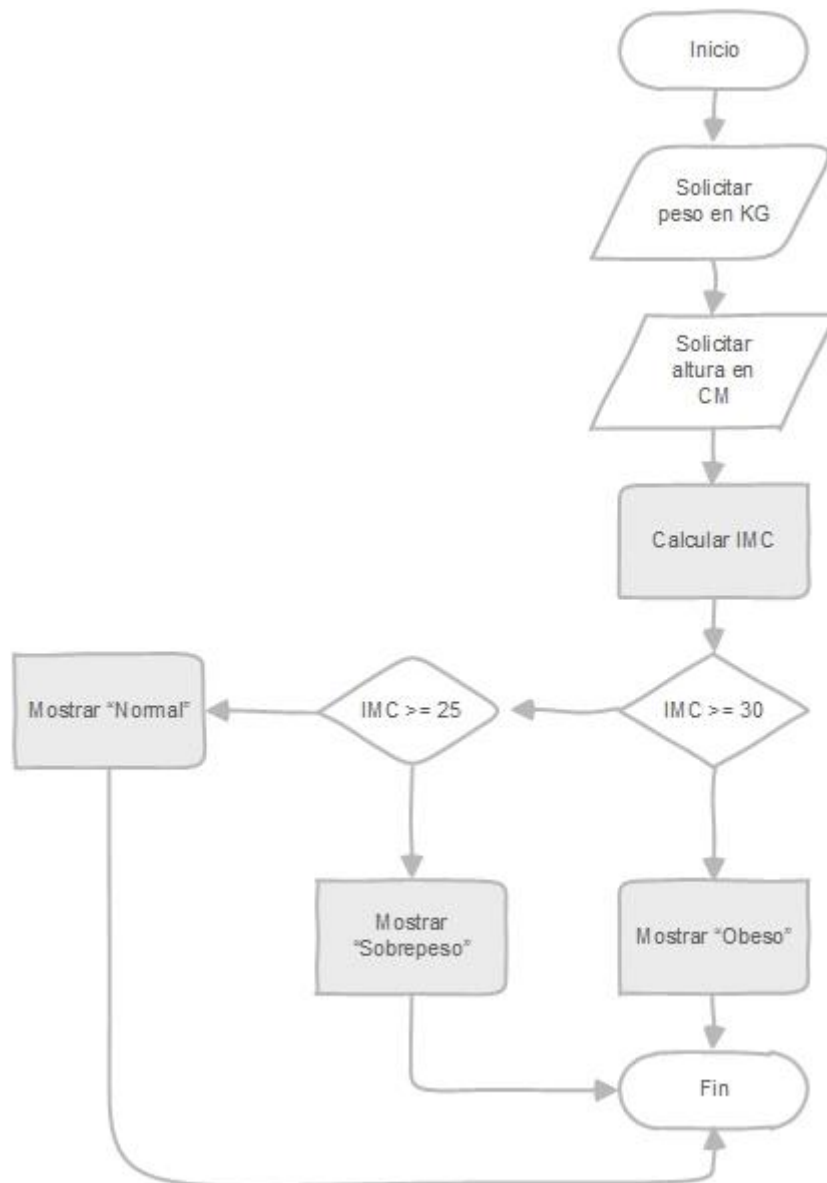 Inicio
Solicitar
peso en KG
Solicitar
altura en
CM
Calcular IMC
Mostrar “Normal”
IMC >= 25
IMC >= 30
Mostrar
“Sobrepeso”
Mostrar “Obeso”
Fin